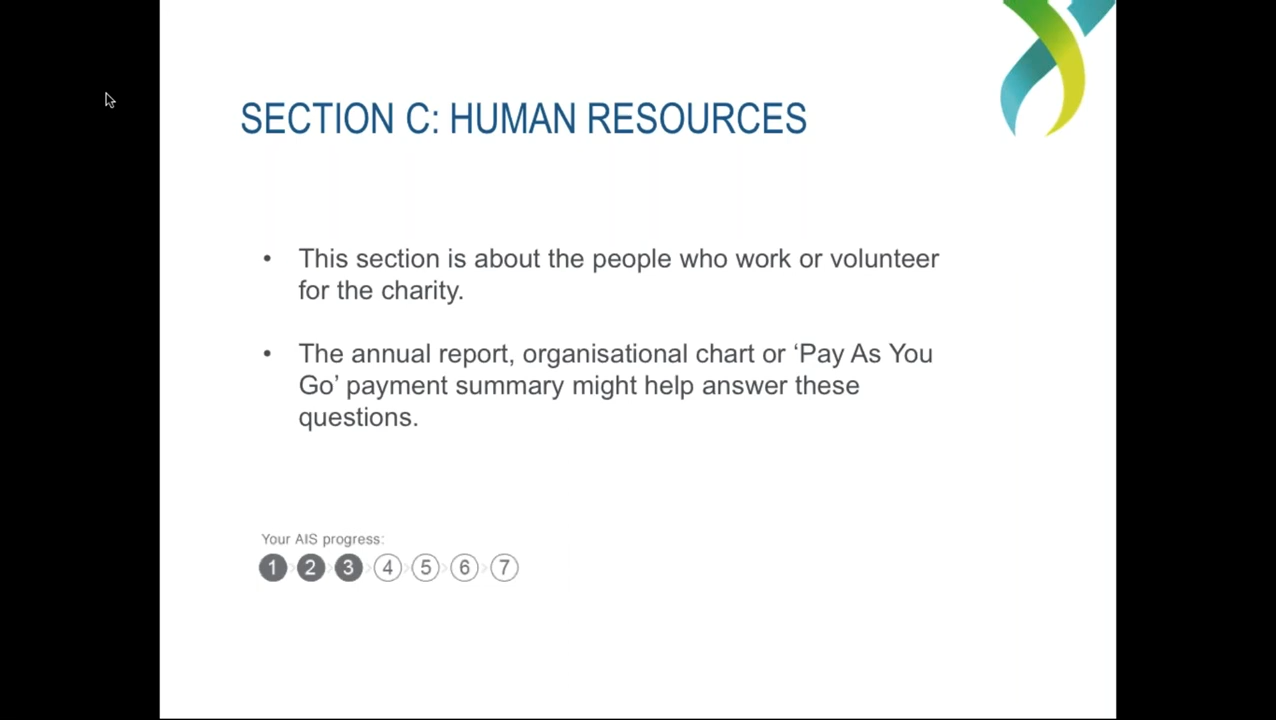 SECTION C: HUMAN RESOURCES
• This section is about the people who work or volunteer
for the charity.
• The annual report, organisational chart or ‘Pay As You
Go’ payment summary might help answer these
questions.
Your AIS progress:
1 2 3 4 5 6 7